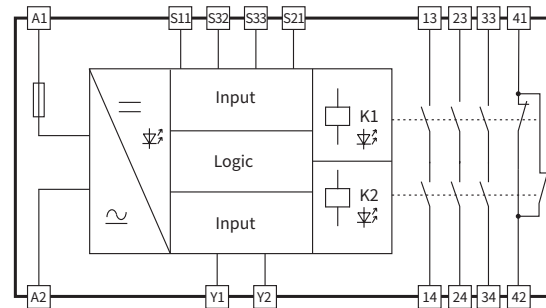 A1 S11 S32 S33 S21 13 23 33 41
Input
K1
Logic
K2
Input
A2 Y1 Y2 14 24 34 42